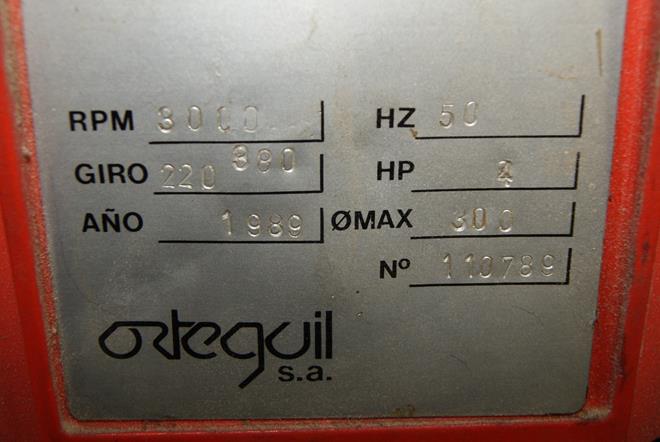 RPM 3000 HZ 50
GIRO 220 380 HP 4
AÑO 1989 ØMAX 300
Nº 110789
orteguil
s.a.